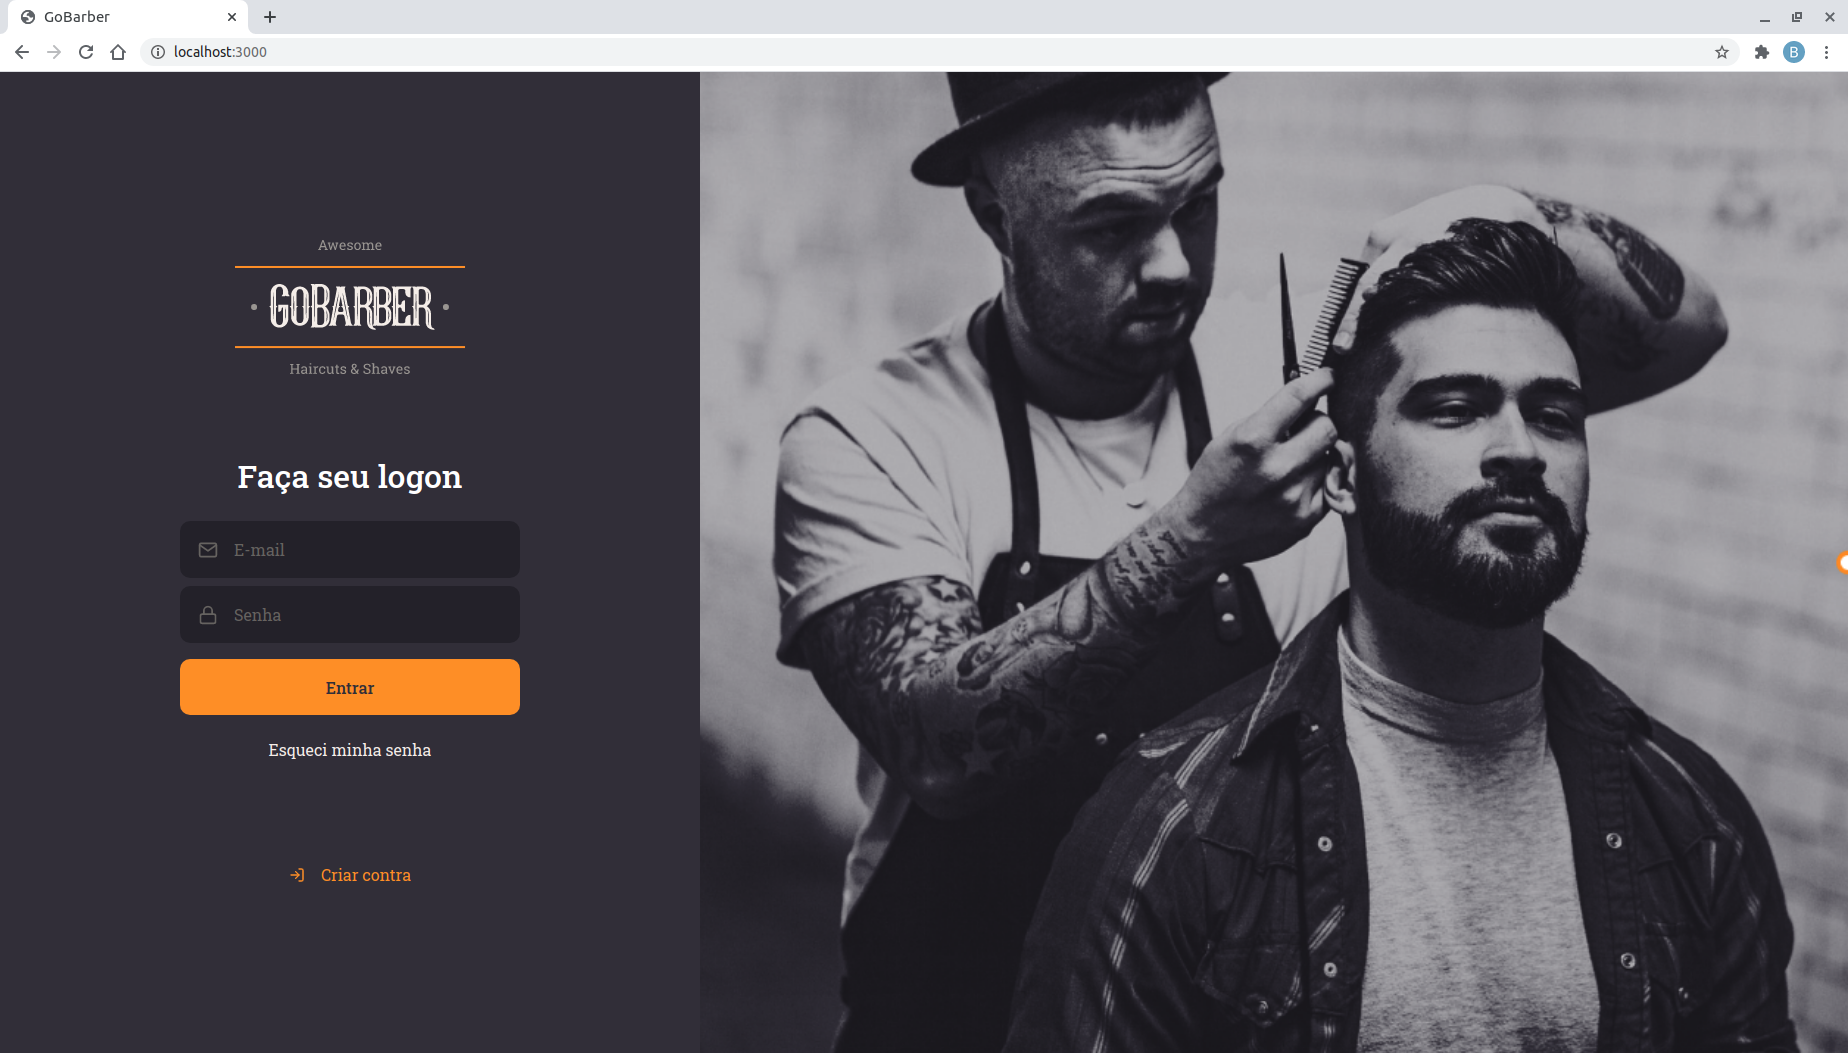 GoBarber
localhost:3000
B
Awesome
GOBARBER
Haircuts & Shaves
Faça seu logon
E-mail
Senha
Entrar
Esqueci minha senha
Criar contra